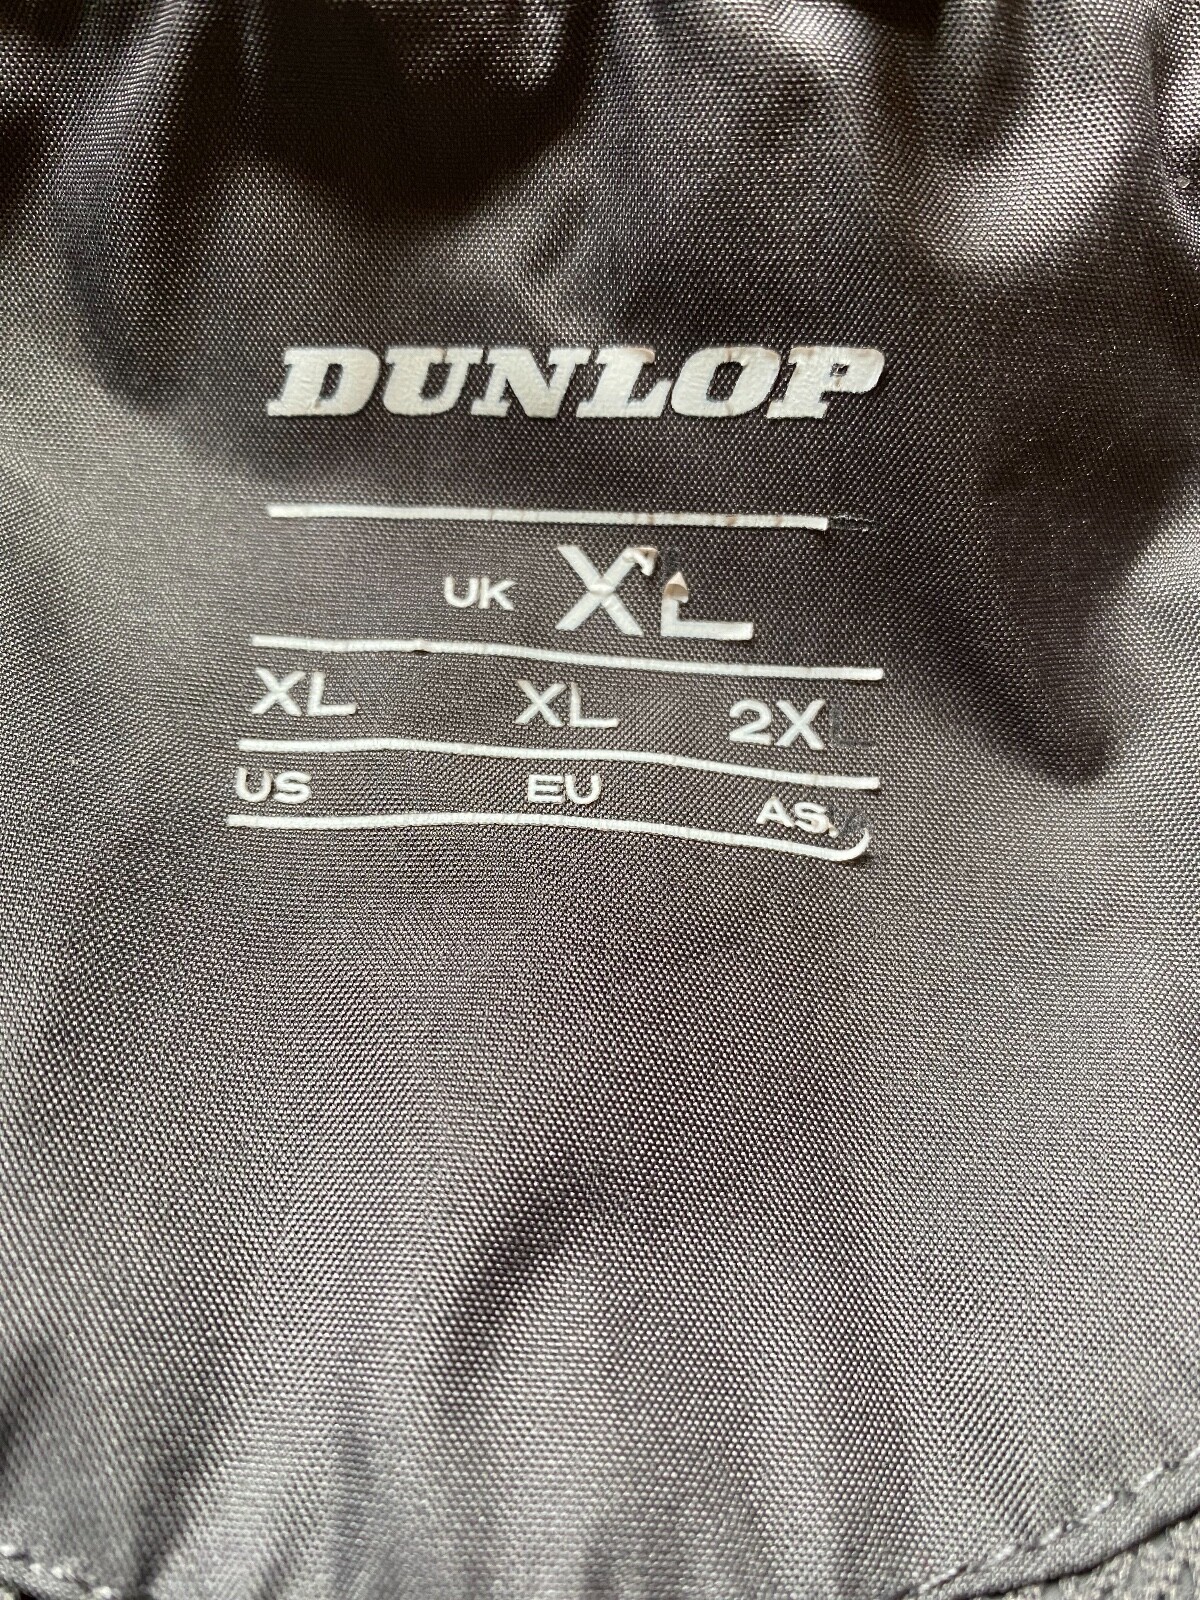 DUNLOP
UK XL
XL XL 2XL
US EU AS.